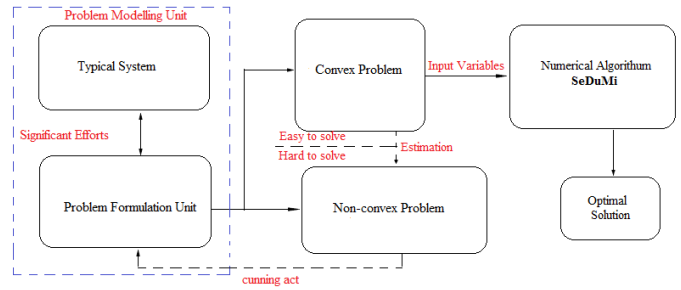 Problem Modelling Unit
Typical System
Significant Efforts
Problem Formulation Unit
Convex Problem
Easy to solve
Hard to solve
Estimation
Non-convex Problem
cunning act
Input Variables
Numerical Algorithum
SeDuMi
Optimal
Solution